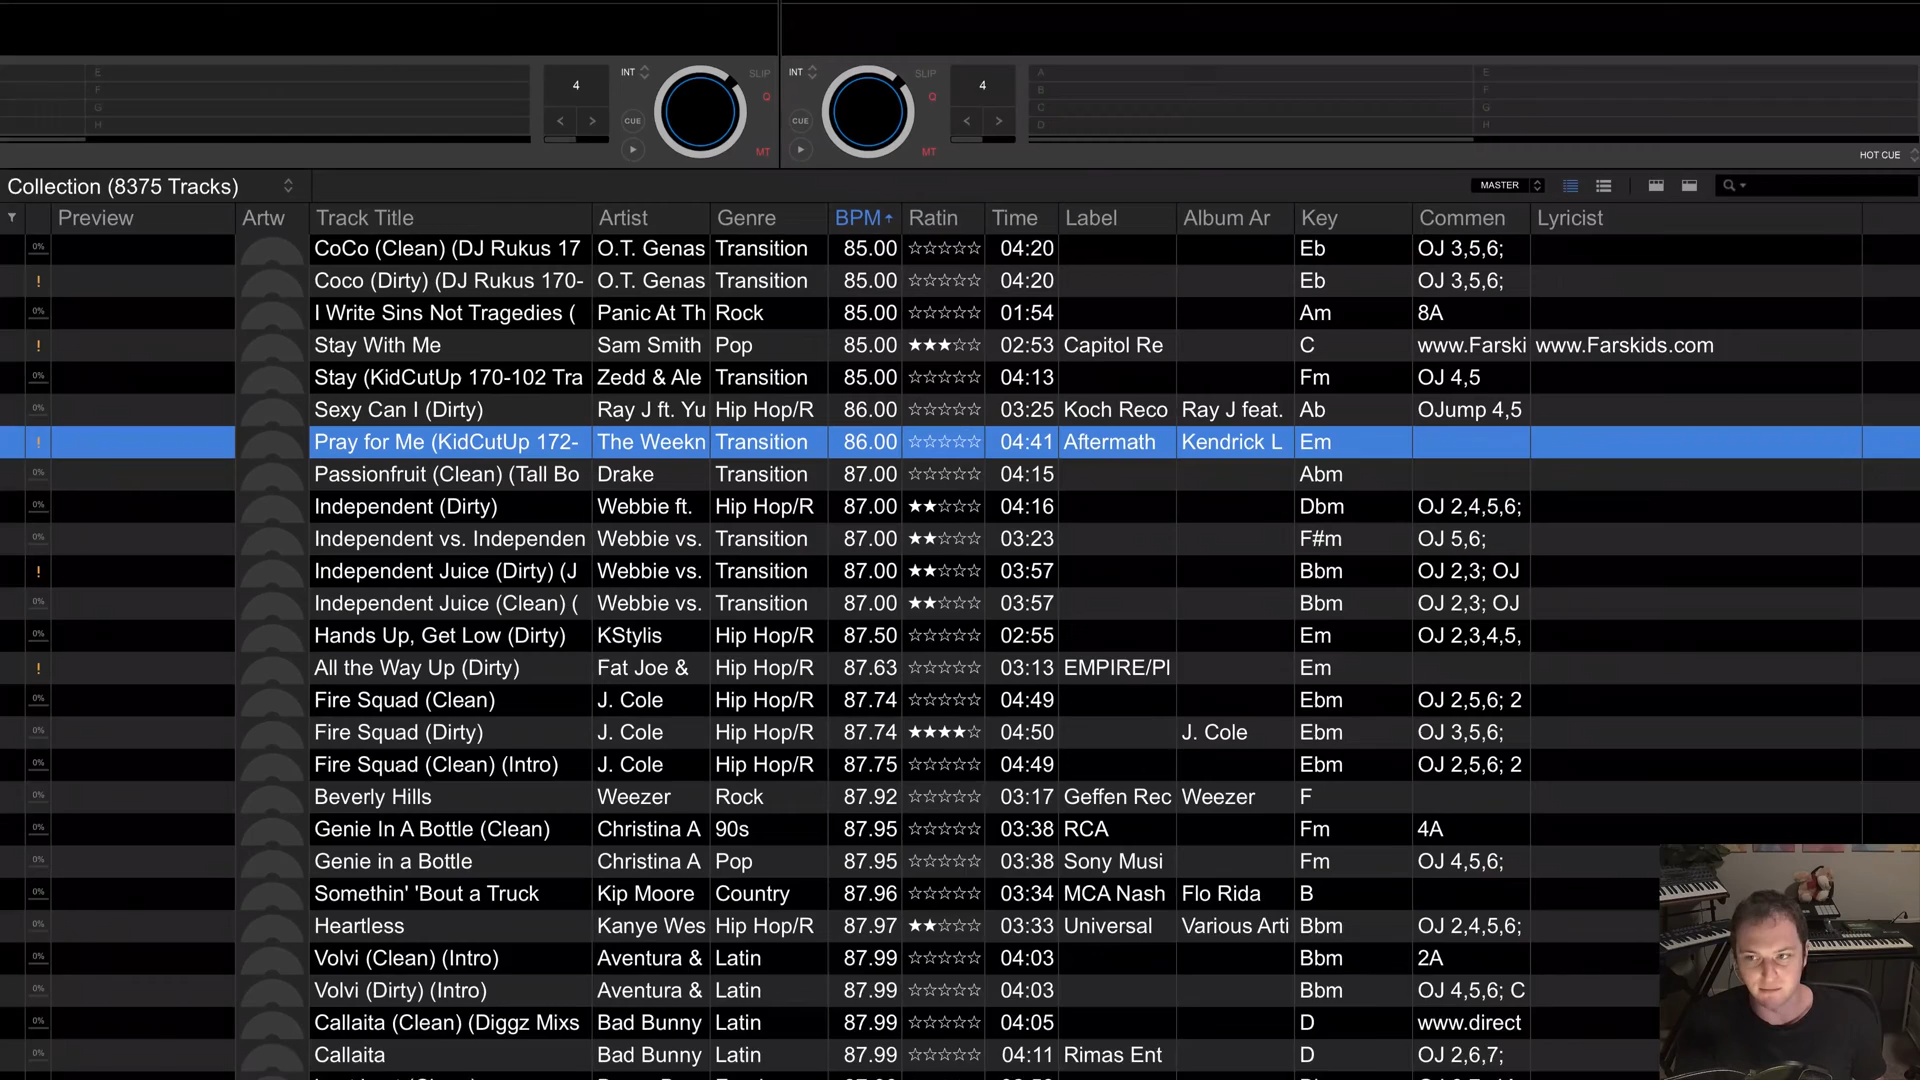 E
F
G
H
4
< >
INT
CUE
SLIP
Q
MT
INT
CUE
SLIP
Q
MT
4
< >
A
B
C
D
E
F
G
H
HOT CUE
Collection (8375 Tracks) MASTER
Preview Artw Track Title Artist Genre BPM Ratin Time Label Album Ar Key Commen Lyricist
0% CoCo (Clean) (DJ Rukus 17 O.T. Genas Transition 85.00 ☆☆☆☆☆ 04:20 Eb OJ 3,5,6;
! Coco (Dirty) (DJ Rukus 170- O.T. Genas Transition 85.00 ☆☆☆☆☆ 04:20 Eb OJ 3,5,6;
0% I Write Sins Not Tragedies ( Panic At Th Rock 85.00 ☆☆☆☆☆ 01:54 Am 8A
! Stay With Me Sam Smith Pop 85.00 ★★★☆☆ 02:53 Capitol Re C www.Farski www.Farskids.com
0% Stay (KidCutUp 170-102 Tra Zedd & Ale Transition 85.00 ☆☆☆☆☆ 04:13 Fm OJ 4,5
0% Sexy Can I (Dirty) Ray J ft. Yu Hip Hop/R 86.00 ☆☆☆☆☆ 03:25 Koch Reco Ray J feat. Ab OJump 4,5
! Pray for Me (KidCutUp 172- The Weekn Transition 86.00 ☆☆☆☆☆ 04:41 Aftermath Kendrick L Em
0% Passionfruit (Clean) (Tall Bo Drake Transition 87.00 ☆☆☆☆☆ 04:15 Abm
0% Independent (Dirty) Webbie ft. Hip Hop/R 87.00 ★★☆☆☆ 04:16 Dbm OJ 2,4,5,6;
0% Independent vs. Independen Webbie vs. Transition 87.00 ★★☆☆☆ 03:23 F#m OJ 5,6;
! Independent Juice (Dirty) (J Webbie vs. Transition 87.00 ★★☆☆☆ 03:57 Bbm OJ 2,3; OJ
0% Independent Juice (Clean) ( Webbie vs. Transition 87.00 ★★☆☆☆ 03:57 Bbm OJ 2,3; OJ
0% Hands Up, Get Low (Dirty) KStylis Hip Hop/R 87.50 ☆☆☆☆☆ 02:55 Em OJ 2,3,4,5,
! All the Way Up (Dirty) Fat Joe & Hip Hop/R 87.63 ☆☆☆☆☆ 03:13 EMPIRE/Pl Em
0% Fire Squad (Clean) J. Cole Hip Hop/R 87.74 ☆☆☆☆☆ 04:49 Ebm OJ 2,5,6; 2
0% Fire Squad (Dirty) J. Cole Hip Hop/R 87.74 ★★★★☆ 04:50 J. Cole Ebm OJ 3,5,6;
0% Fire Squad (Clean) (Intro) J. Cole Hip Hop/R 87.75 ☆☆☆☆☆ 04:49 Ebm OJ 2,5,6; 2
0% Beverly Hills Weezer Rock 87.92 ☆☆☆☆☆ 03:17 Geffen Rec Weezer F
0% Genie In A Bottle (Clean) Christina A 90s 87.95 ☆☆☆☆☆ 03:38 RCA Fm 4A
0% Genie in a Bottle Christina A Pop 87.95 ☆☆☆☆☆ 03:38 Sony Musi Fm OJ 4,5,6;
0% Somethin' 'Bout a Truck Kip Moore Country 87.96 ☆☆☆☆☆ 03:34 MCA Nash Flo Rida B
0% Heartless Kanye Wes Hip Hop/R 87.97 ★★☆☆☆ 03:33 Universal Various Arti Bbm OJ 2,4,5,6;
0% Volvi (Clean) (Intro) Aventura & Latin 87.99 ☆☆☆☆☆ 04:03 Bbm 2A
0% Volvi (Dirty) (Intro) Aventura & Latin 87.99 ☆☆☆☆☆ 04:03 Bbm OJ 4,5,6; C
0% Callaita (Clean) (Diggz Mixs Bad Bunny Latin 87.99 ☆☆☆☆☆ 04:05 D www.direct
0% Callaita Bad Bunny Latin 87.99 ☆☆☆☆☆ 04:11 Rimas Ent D OJ 2,6,7;